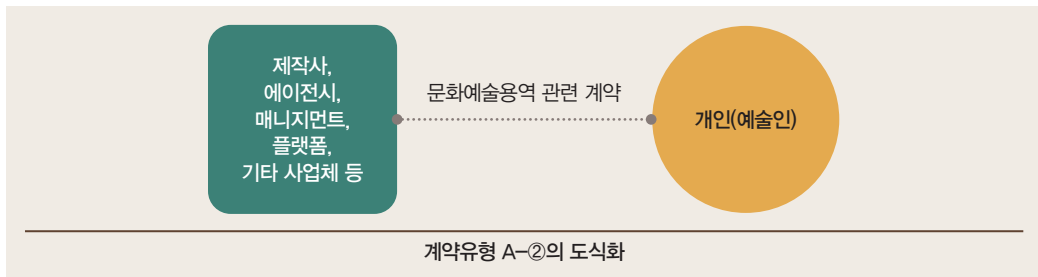 제작사,
에이전시,
매니지먼트,
플랫폼,
기타 사업체 등
문화예술용역 관련 계약
개인(예술인)
계약유형 A-②의 도식화